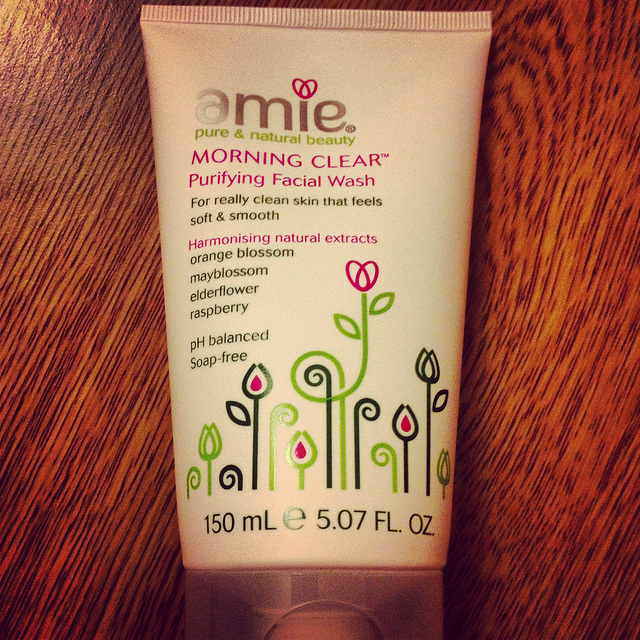 amie®
pure & natural beauty
MORNING CLEAR™
Purifying Facial Wash
For really clean skin that feels
soft & smooth
Harmonising natural extracts
orange blossom
mayblossom
elderflower
raspberry
pH balanced
Soap-free
150 mL e 5.07 FL. OZ.